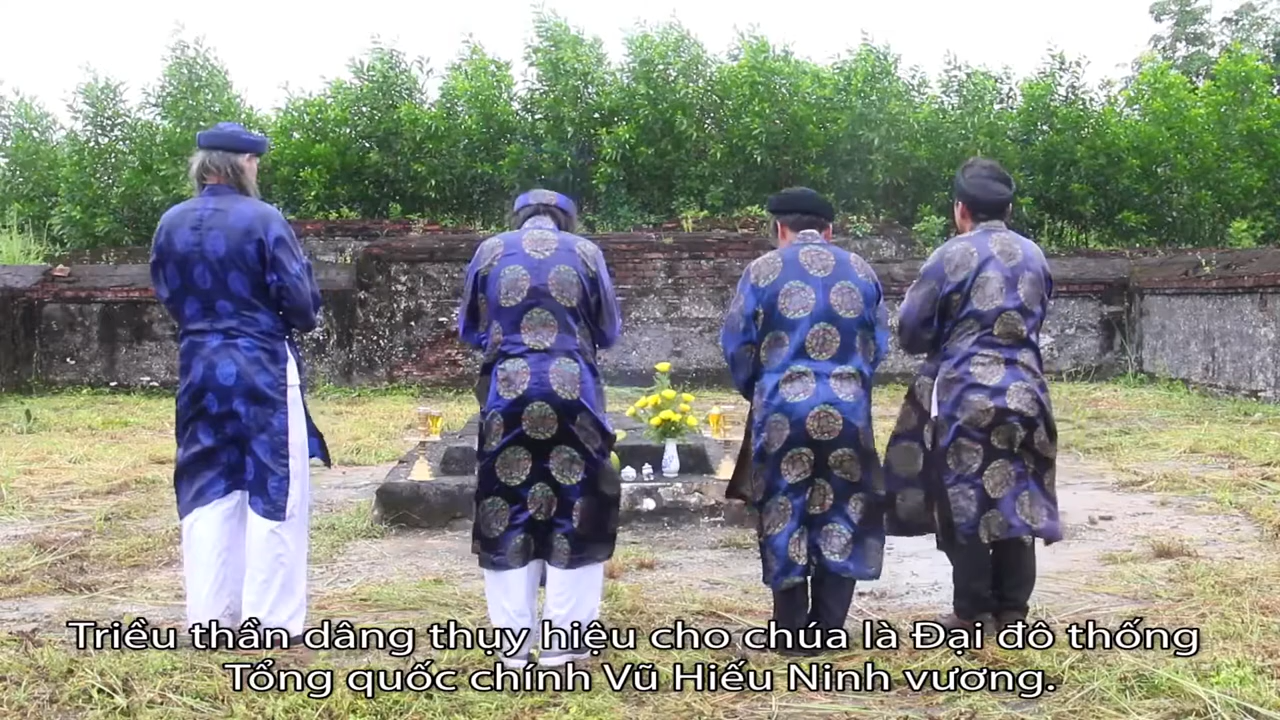 Triều thần dâng thụy hiệu cho chúa là Đại đô thống
Tổng quốc chính Vũ Hiếu Ninh vương.